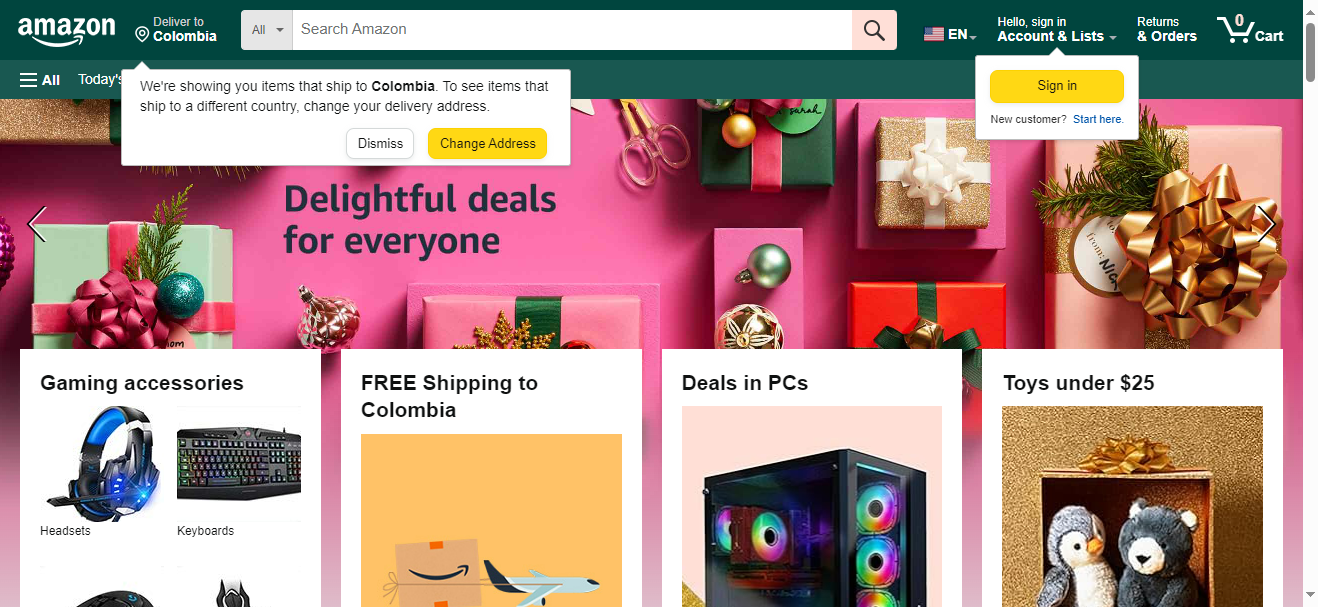 amazon
Deliver to
Colombia
All
Search Amazon
EN
Hello, sign in
Account & Lists
Returns
& Orders
0
Cart
All
Today's
We're showing you items that ship to Colombia. To see items that
ship to a different country, change your delivery address.
Dismiss
Change Address
Sign in
New customer? Start here.
sarah
Delightful deals
for everyone
from:
mom
Gaming accessories
Headsets
Keyboards
FREE Shipping to
Colombia
Deals in PCs
Toys under $25